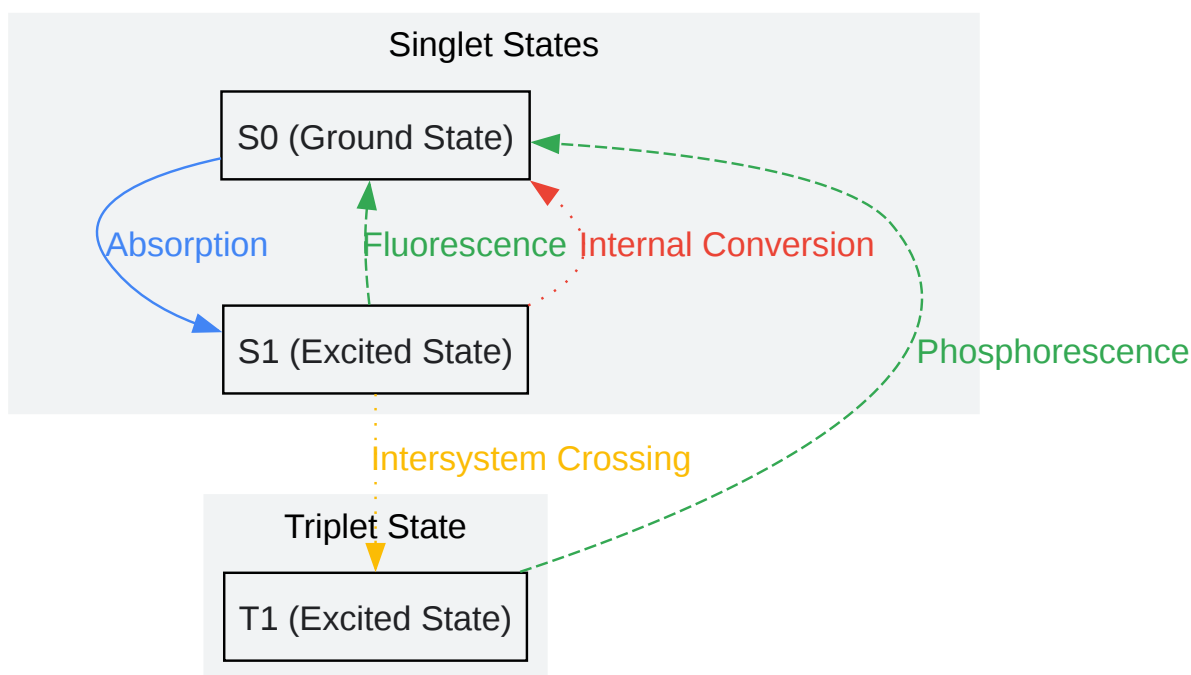 Singlet States
S0 (Ground State)
Absorption
Fluorescence
Internal Conversion
S1 (Excited State)
Phosphorescence
Intersystem Crossing
Triplet State
T1 (Excited State)